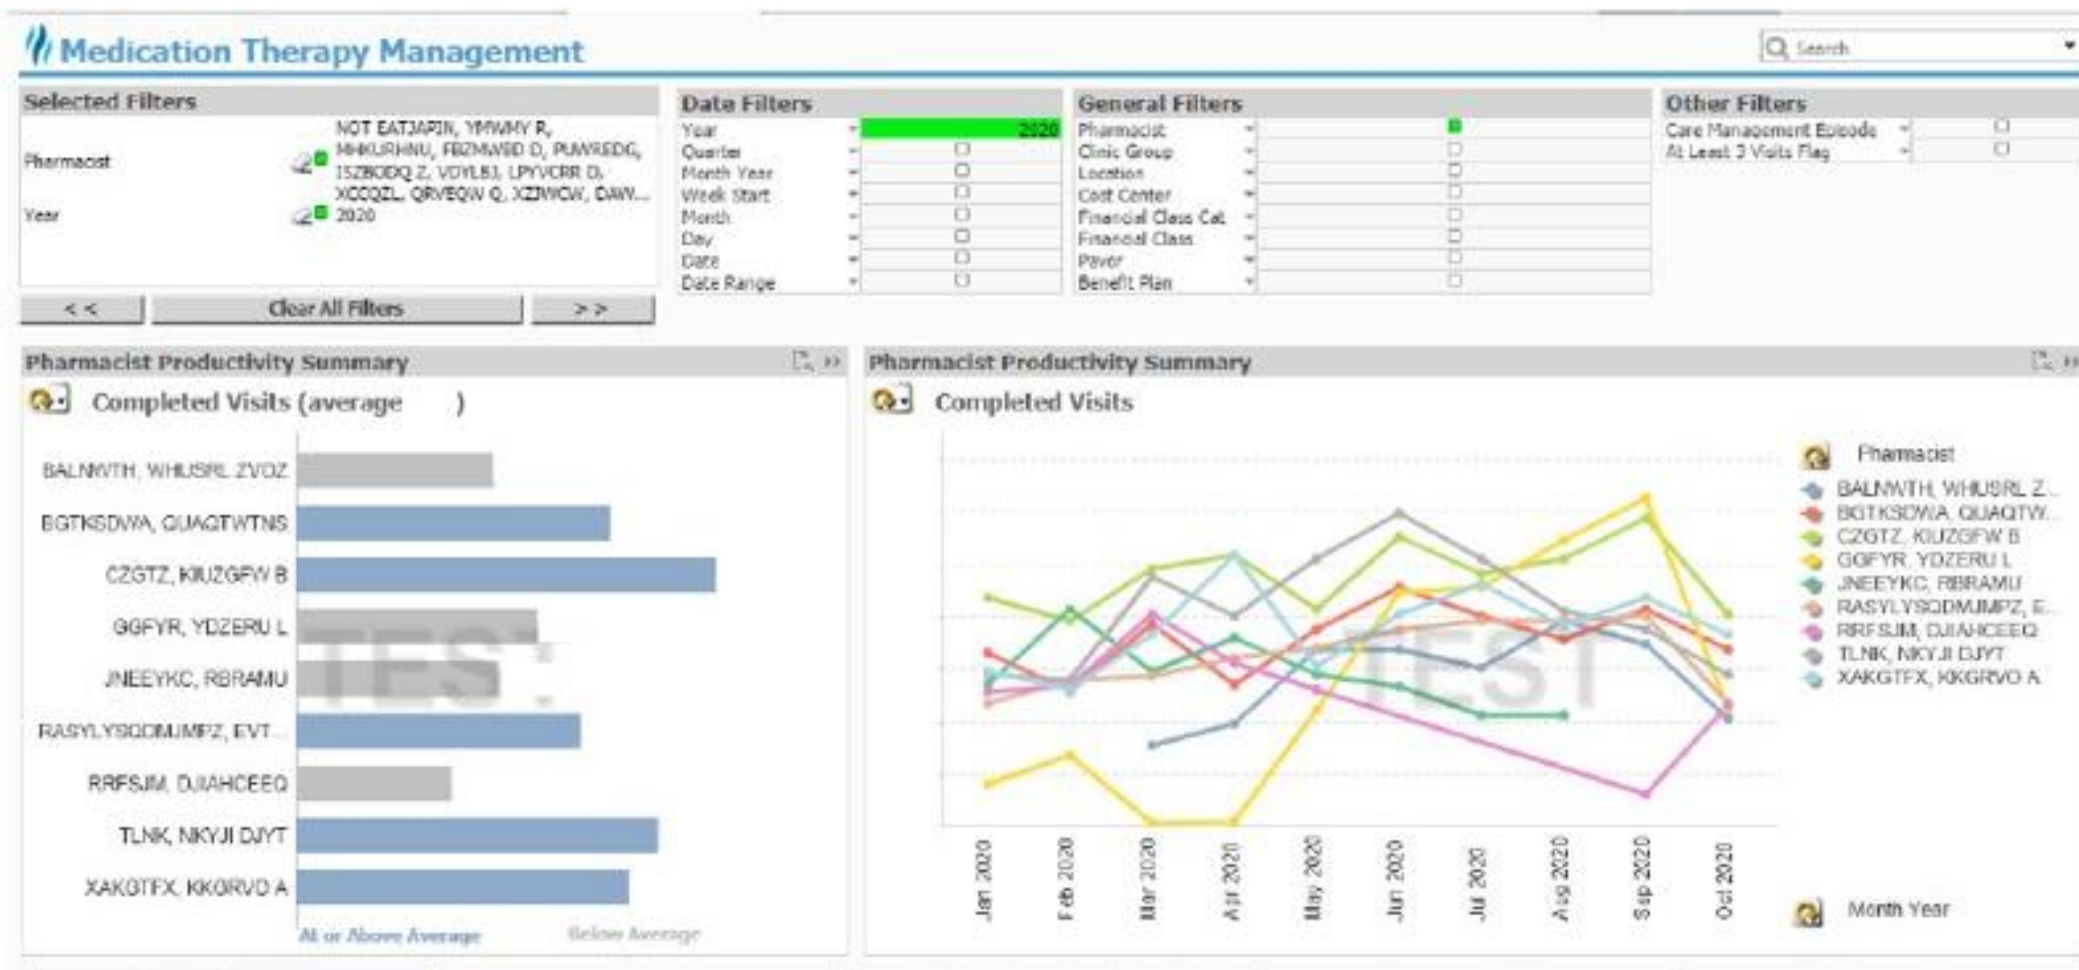 Medication Therapy Management
Search
Selected Filters
Pharmacist
NOT EATJAPIN, YMWHY R,
MHKURHNU, FBZMWBD D, PUWREDG,
ISZBODQ Z, VDYLBJ, LPYVCRR D,
XCCQZL, QRVEQW Q, XZJWCW, DAW...
Year
2020
<<
Clear All Filters
>>
Date Filters
Year 2020
Quarter
Month Year
Week Start
Month
Day
Date
Date Range
General Filters
Pharmacist
Clinic Group
Location
Cost Center
Financial Class Cat
Financial Class
Payor
Benefit Plan
Other Filters
Care Management Episode
At Least 3 Visits Flag
Pharmacist Productivity Summary
Completed Visits (average )
BALNWTH, WHUSRL ZVOZ
BGTKSDWA, QUAQTWTNS
CZGTZ, KIUZGFW B
GGFYR, YDZERU L
JNEEYKC, RBRAMU
RASYLYSQDMJMPZ, EVT...
RRFSJM, DJIAHCEEQ
TLNK, NKYJI DJYT
XAKGTFX, KKGRVO A
TEST
At or Above Average
Below Average
Pharmacist Productivity Summary
Completed Visits
TEST
Jan 2020
Feb 2020
Mar 2020
Apr 2020
May 2020
Jun 2020
Jul 2020
Aug 2020
Sep 2020
Oct 2020
Pharmacist
BALNWTH, WHUSRL Z...
BGTKSDWA, QUAQTW...
CZGTZ, KIUZGFW B
GGFYR, YDZERU L
JNEEYKC, RBRAMU
RASYLYSQDMJMPZ, E...
RRFSJM, DJIAHCEEQ
TLNK, NKYJI DJYT
XAKGTFX, KKGRVO A
Month Year